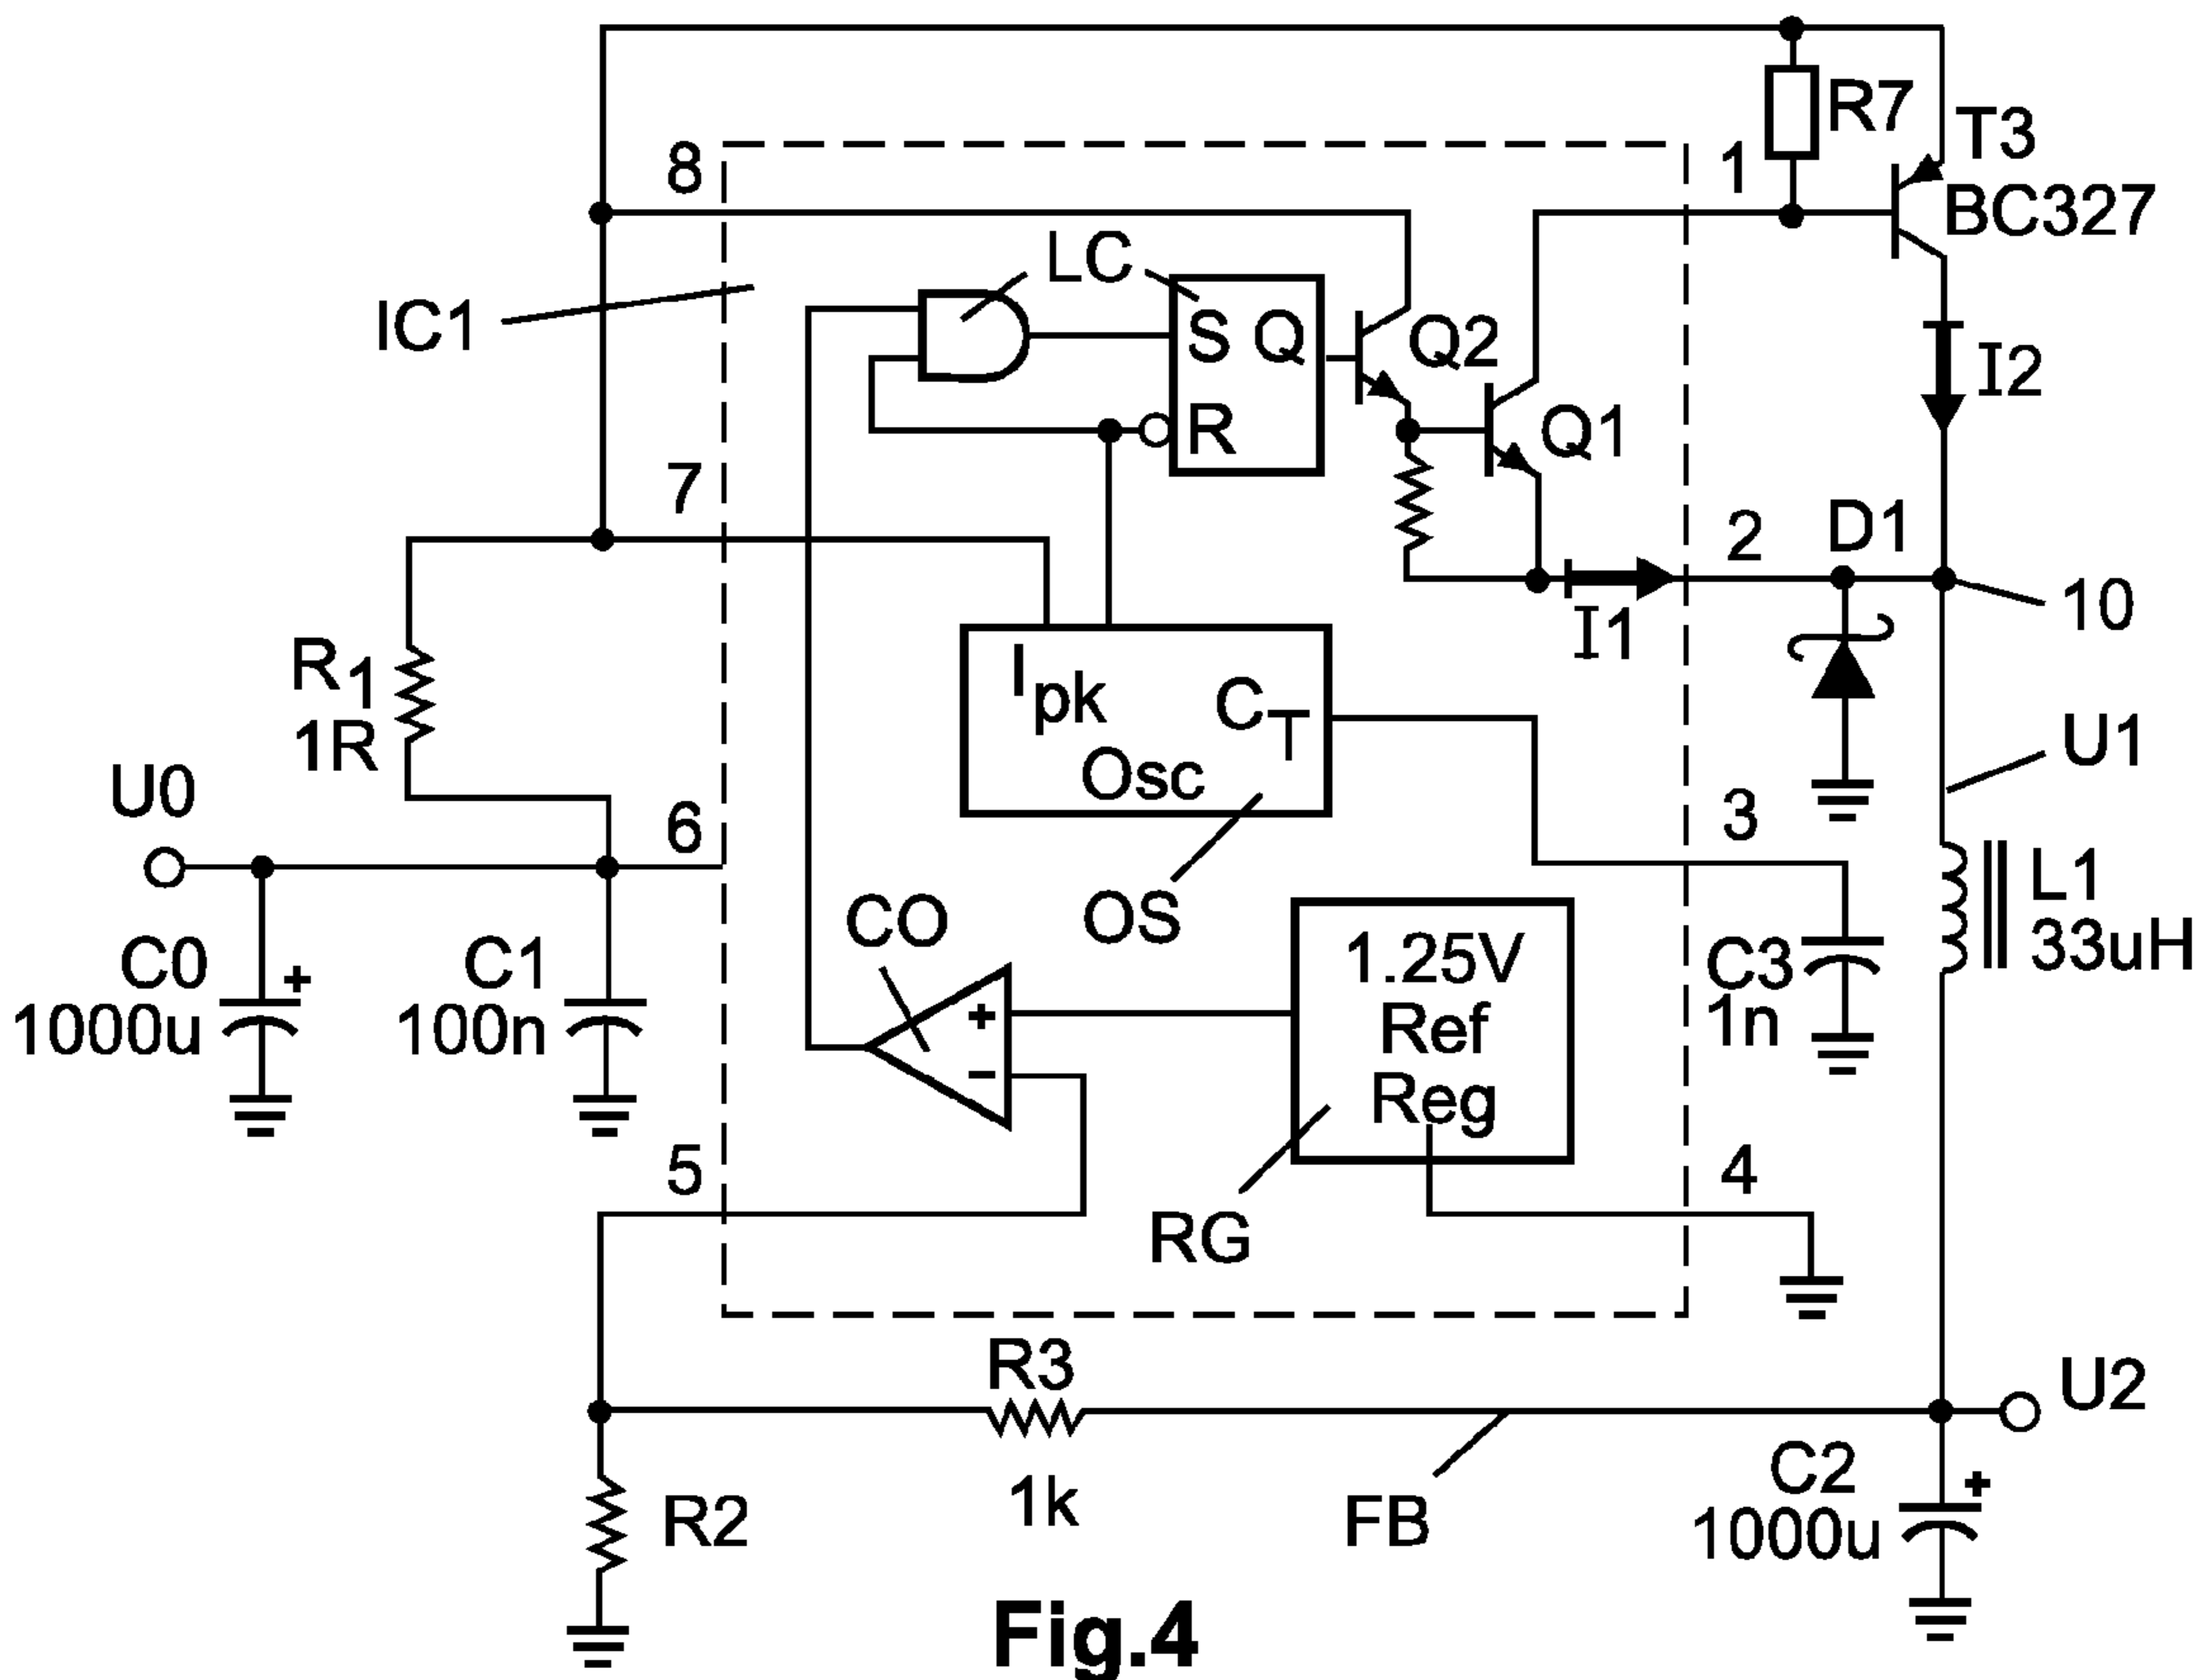 R7
T3
BC327
8
1
LC
IC1
S Q
R
Q2
Q1
I2
7
2
D1
10
I1
R1
1R
Ipk
CT
Osc
U1
U0
6
3
CO
OS
L1
33uH
C0
1000u
+
C1
100n
1.25V
Ref
Reg
C3
1n
+
-
5
4
RG
R3
1k
U2
FB
R2
C2
1000u
+
Fig.4